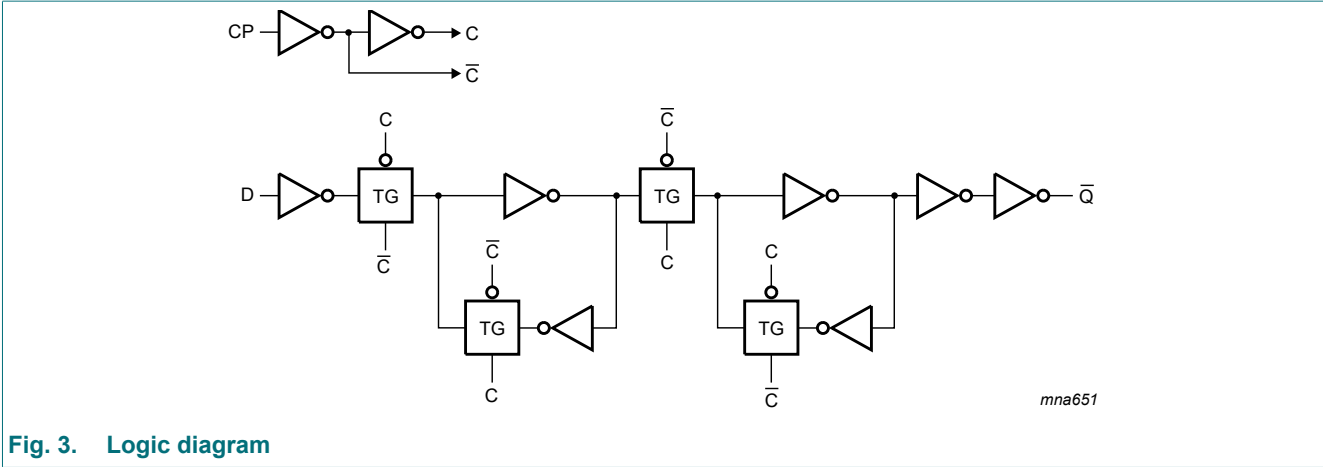 CP
C
C̅
C
C̅
D
TG
TG
Q̅
C̅
C
C̅
C
TG
TG
C
C̅
mna651
Fig. 3. Logic diagram